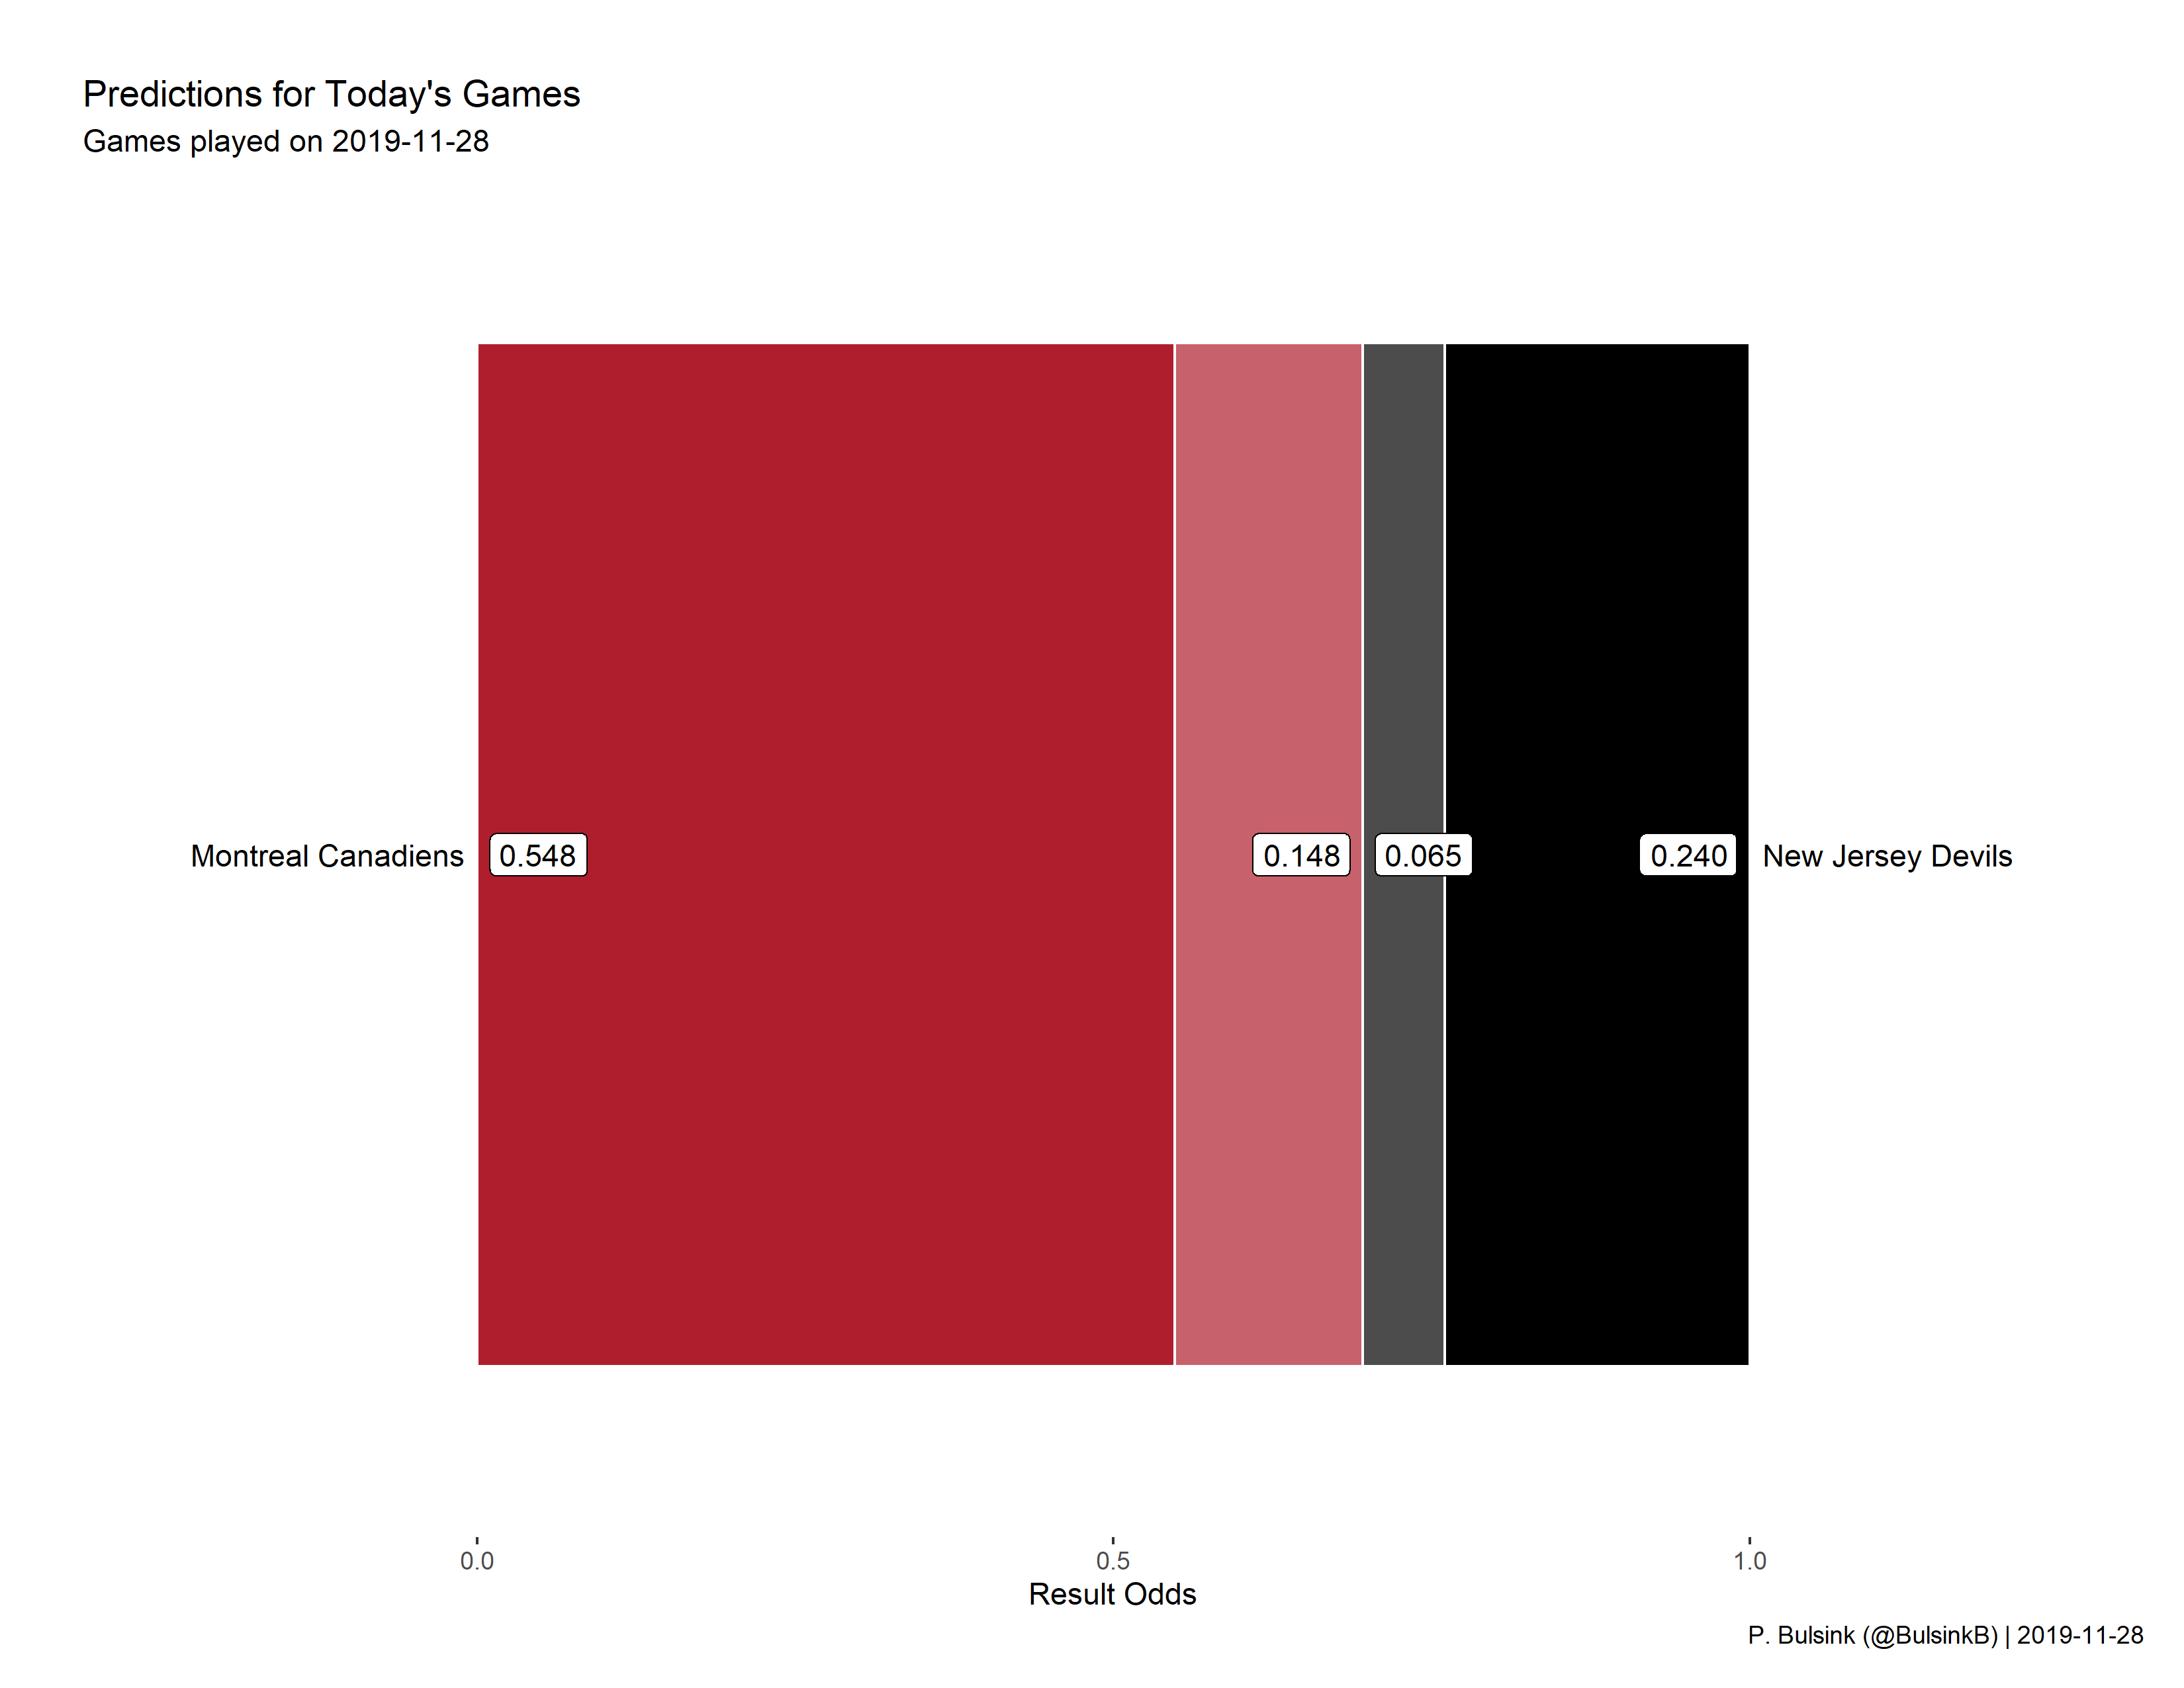 Predictions for Today's Games
Games played on 2019-11-28
Montreal Canadiens 0.548 0.148 0.065 0.240 New Jersey Devils
0.0 0.5 1.0
Result Odds
P. Bulsink (@BulsinkB) | 2019-11-28